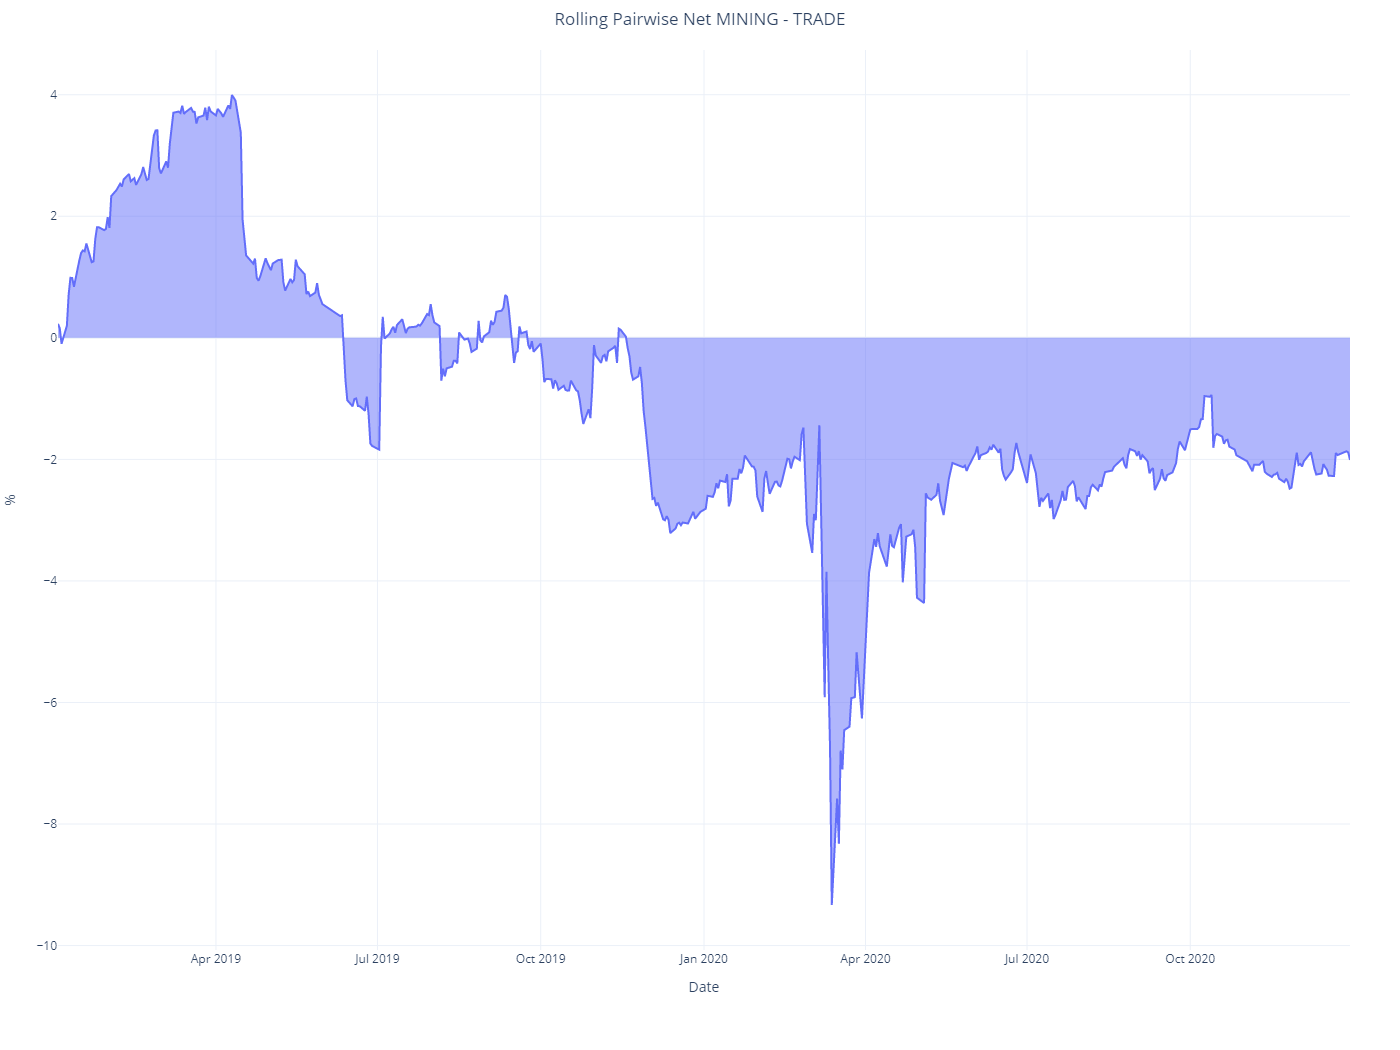 Rolling Pairwise Net MINING - TRADE
4
2
0
−2
%
−4
−6
−8
−10
Apr 2019
Jul 2019
Oct 2019
Jan 2020
Apr 2020
Jul 2020
Oct 2020
Date